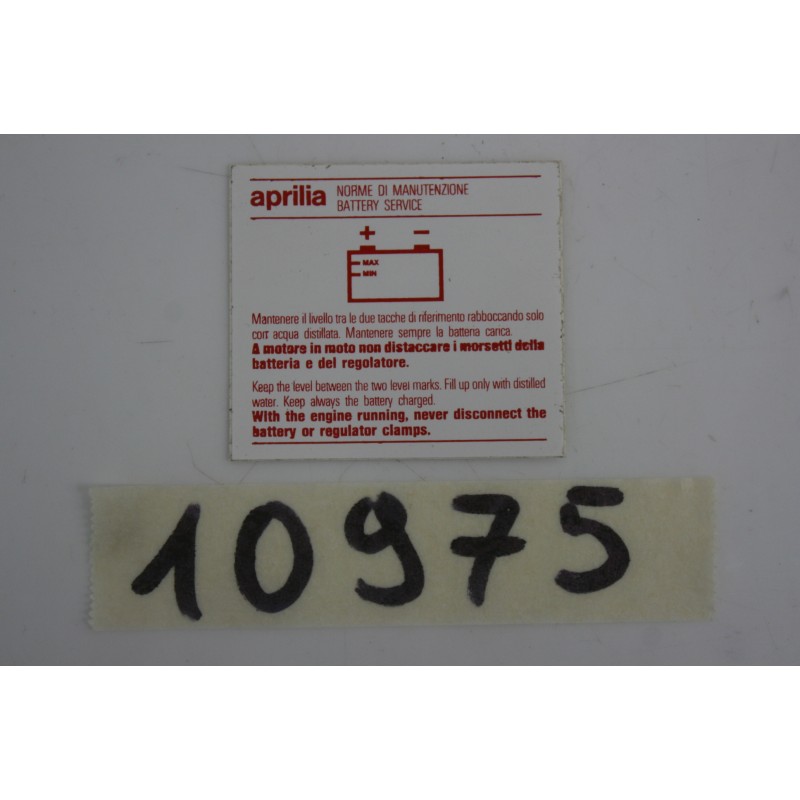 aprilia NORME DI MANUTENZIONE
BATTERY SERVICE
+ −
MAX
MIN
Mantenere il livello tra le due tacche di riferimento rabboccando solo
con acqua distillata. Mantenere sempre la batteria carica.
A motore in moto non distaccare i morsetti della
batteria e del regolatore.
Keep the level between the two level marks. Fill up only with distilled
water. Keep always the battery charged.
With the engine running, never disconnect the
battery or regulator clamps.
10975